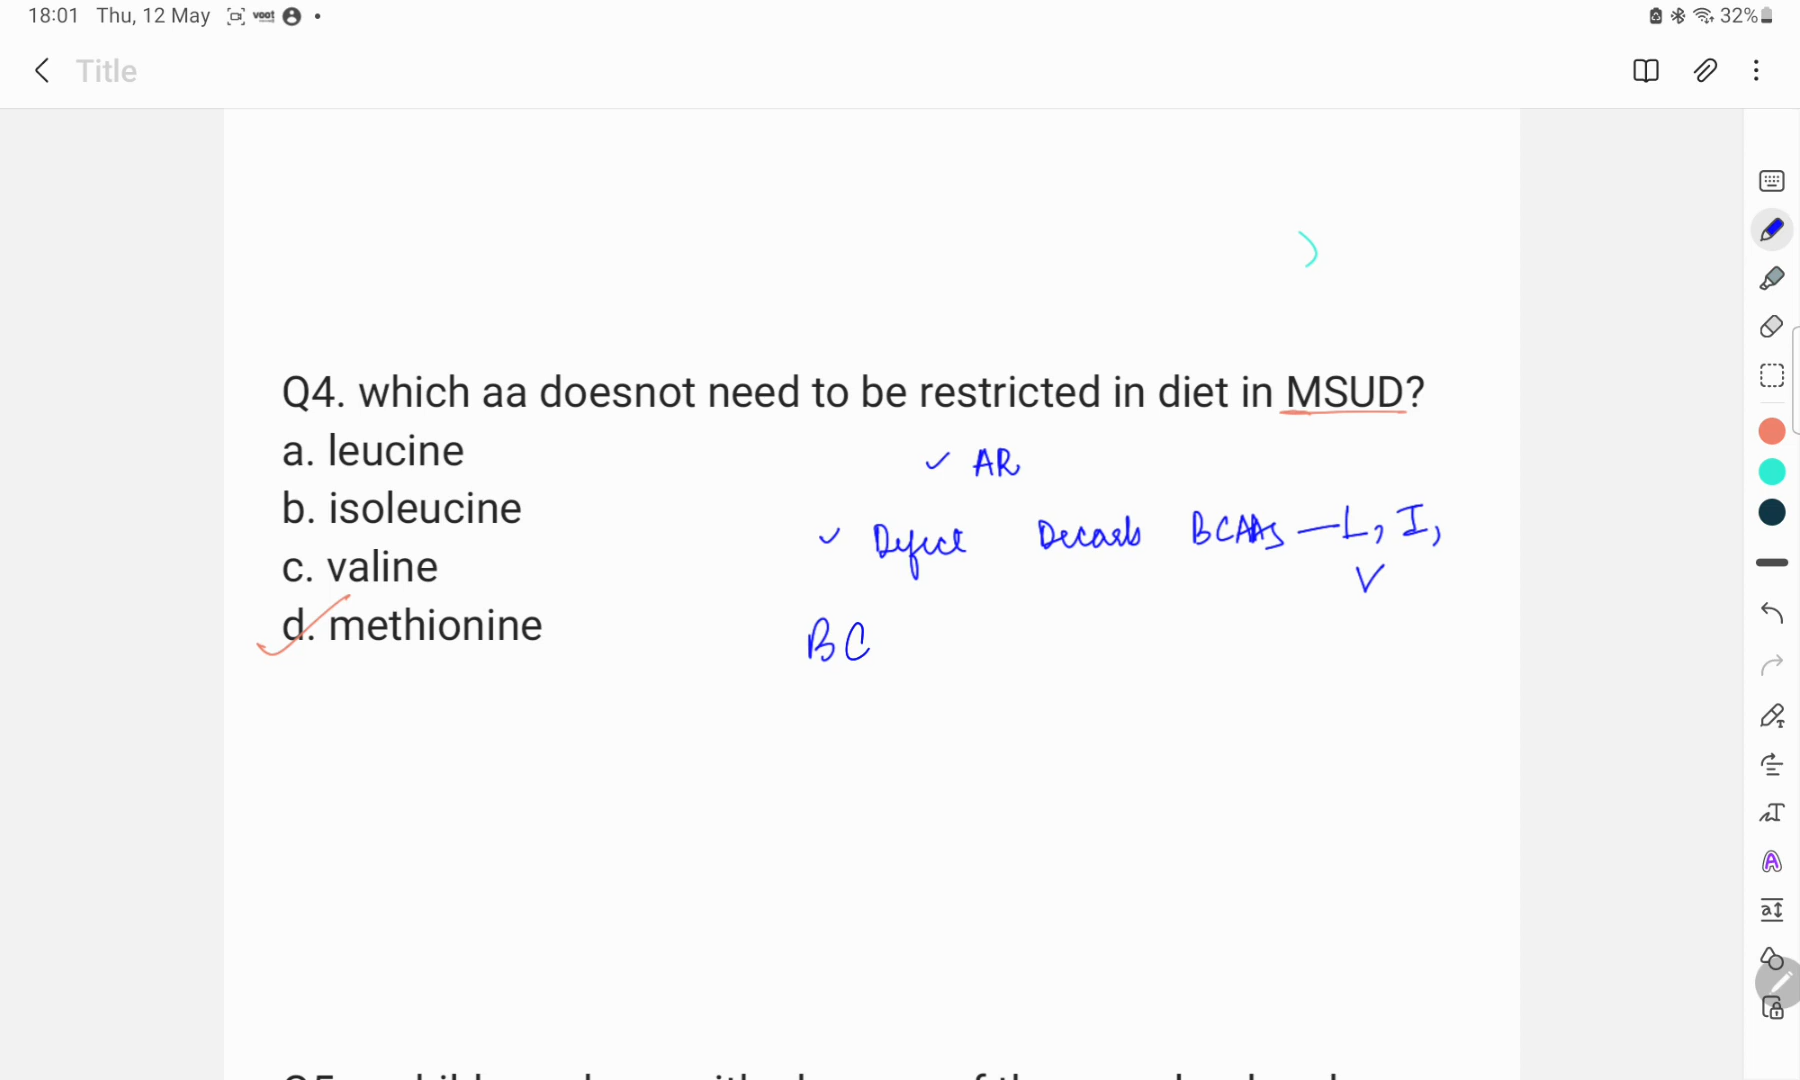 18:01 Thu, 12 May voot 32%
Title
Q4. which aa doesnot need to be restricted in diet in MSUD?
a. leucine
AR
b. isoleucine
Defect Decarb BCAAs — L, I,
V
c. valine
d. methionine
BC